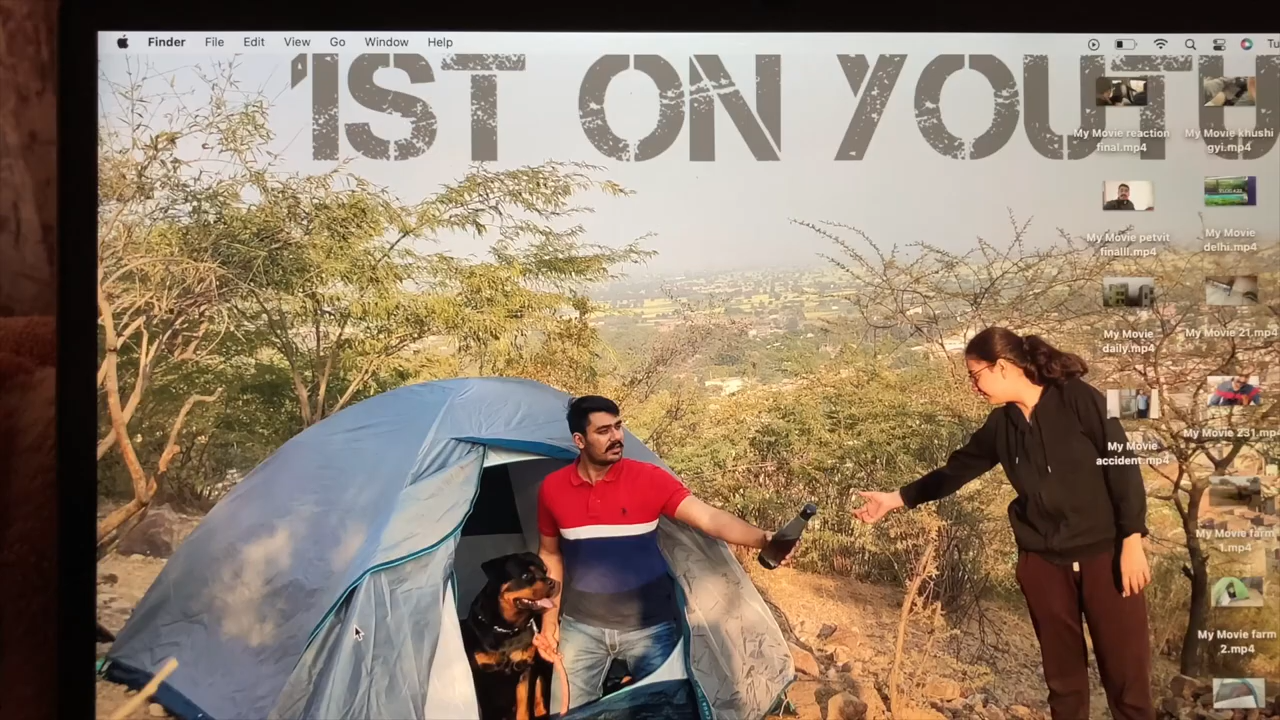 Finder File Edit View Go Window Help
Tu
'1ST ON YOUTU
My Movie reaction
final.mp4
My Movie khushi
gyi.mp4
My Movie petvit
finalll.mp4
My Movie
delhi.mp4
My Movie
daily.mp4
My Movie 21.mp4
My Movie
accident.mp4
My Movie 231.mp4
My Movie farm
1.mp4
My Movie farm
2.mp4